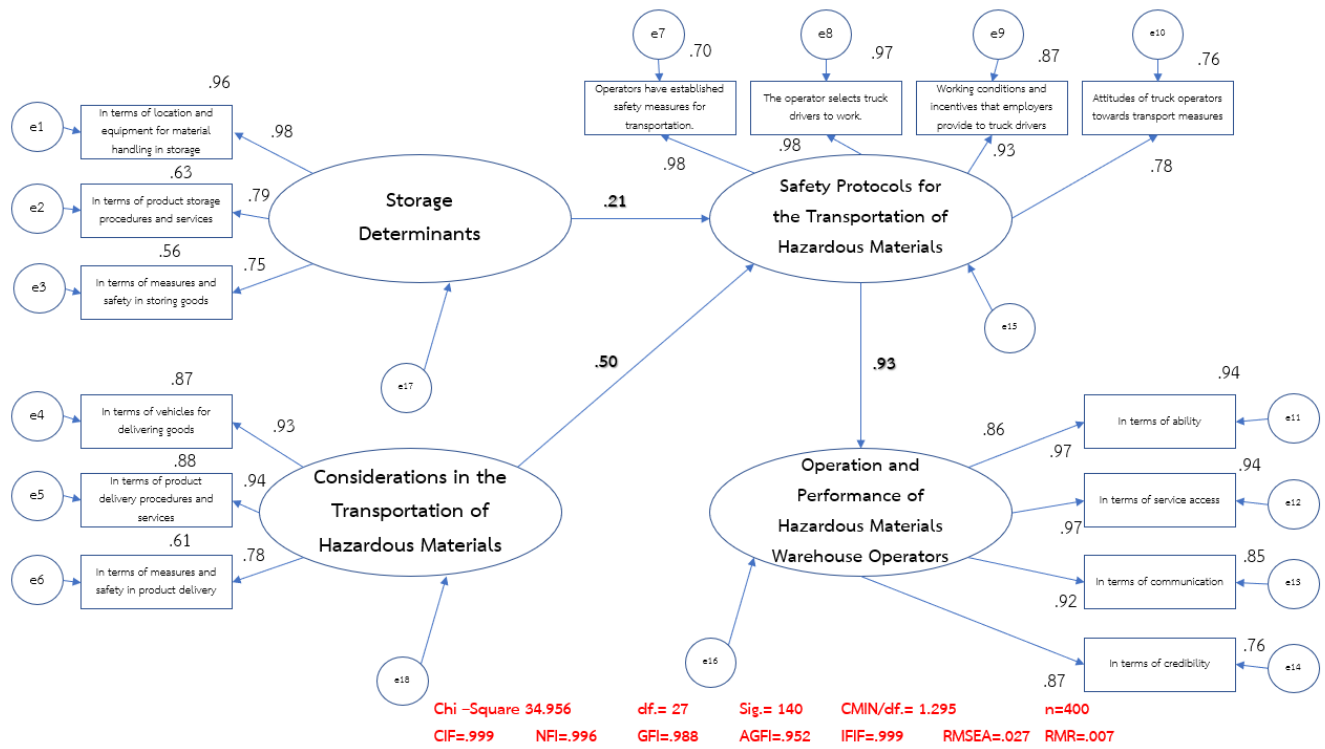 e7
.70
e8
.97
e9
.87
e10
.76
Operators have established
safety measures for
transportation.
The operator selects truck
drivers to work.
Working conditions and
incentives that employers
provide to truck drivers
Attitudes of truck operators
towards transport measures
.98
.98
.93
.78
.96
e1
In terms of location and
equipment for material
handling in storage
.98
.63
e2
In terms of product storage
procedures and services
.79
.56
e3
In terms of measures and
safety in storing goods
.75
Storage
Determinants
.21
Safety Protocols for
the Transportation of
Hazardous Materials
e15
e17
.50
.93
.87
e4
In terms of vehicles for
delivering goods
.93
.88
e5
In terms of product
delivery procedures and
services
.94
.61
e6
In terms of measures and
safety in product delivery
.78
Considerations in the
Transportation of
Hazardous Materials
e18
Operation and
Performance of
Hazardous Materials
Warehouse Operators
e16
.86
.97
.94
In terms of ability
e11
.94
In terms of service access
e12
.97
.85
In terms of communication
e13
.92
.76
In terms of credibility
e14
.87
Chi –Square 34.956 df.= 27 Sig.= 140 CMIN/df.= 1.295 n=400
CIF=.999 NFI=.996 GFI=.988 AGFI=.952 IFIF=.999 RMSEA=.027 RMR=.007